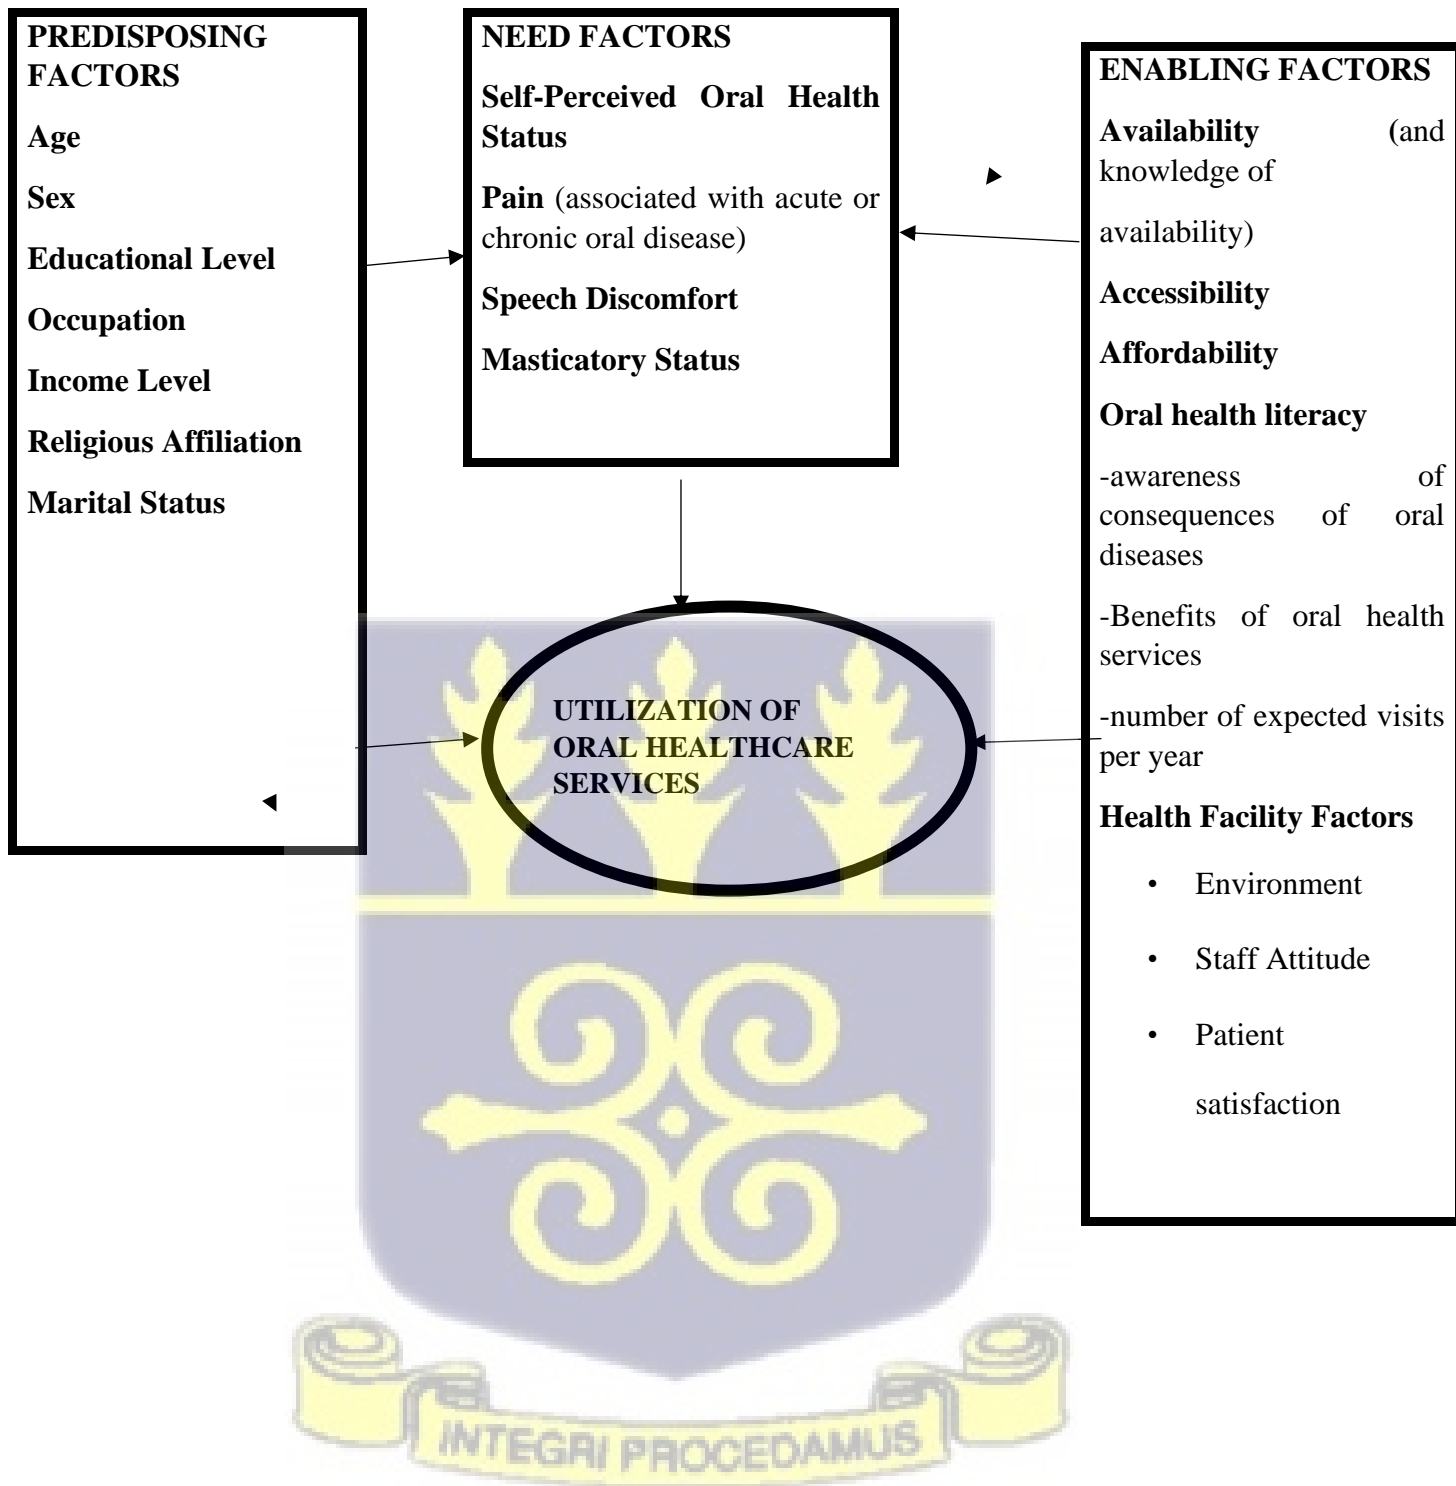 PREDISPOSING
FACTORS
Age
Sex
Educational Level
Occupation
Income Level
Religious Affiliation
Marital Status
NEED FACTORS
Self-Perceived Oral Health
Status
Pain (associated with acute or
chronic oral disease)
Speech Discomfort
Masticatory Status
ENABLING FACTORS
Availability (and
knowledge of
availability)
Accessibility
Affordability
Oral health literacy
-awareness of
consequences of oral
diseases
-Benefits of oral health
services
-number of expected visits
per year
Health Facility Factors
• Environment
• Staff Attitude
• Patient
satisfaction
UTILIZATION OF
ORAL HEALTHCARE
SERVICES
INTEGRI PROCEDAMUS